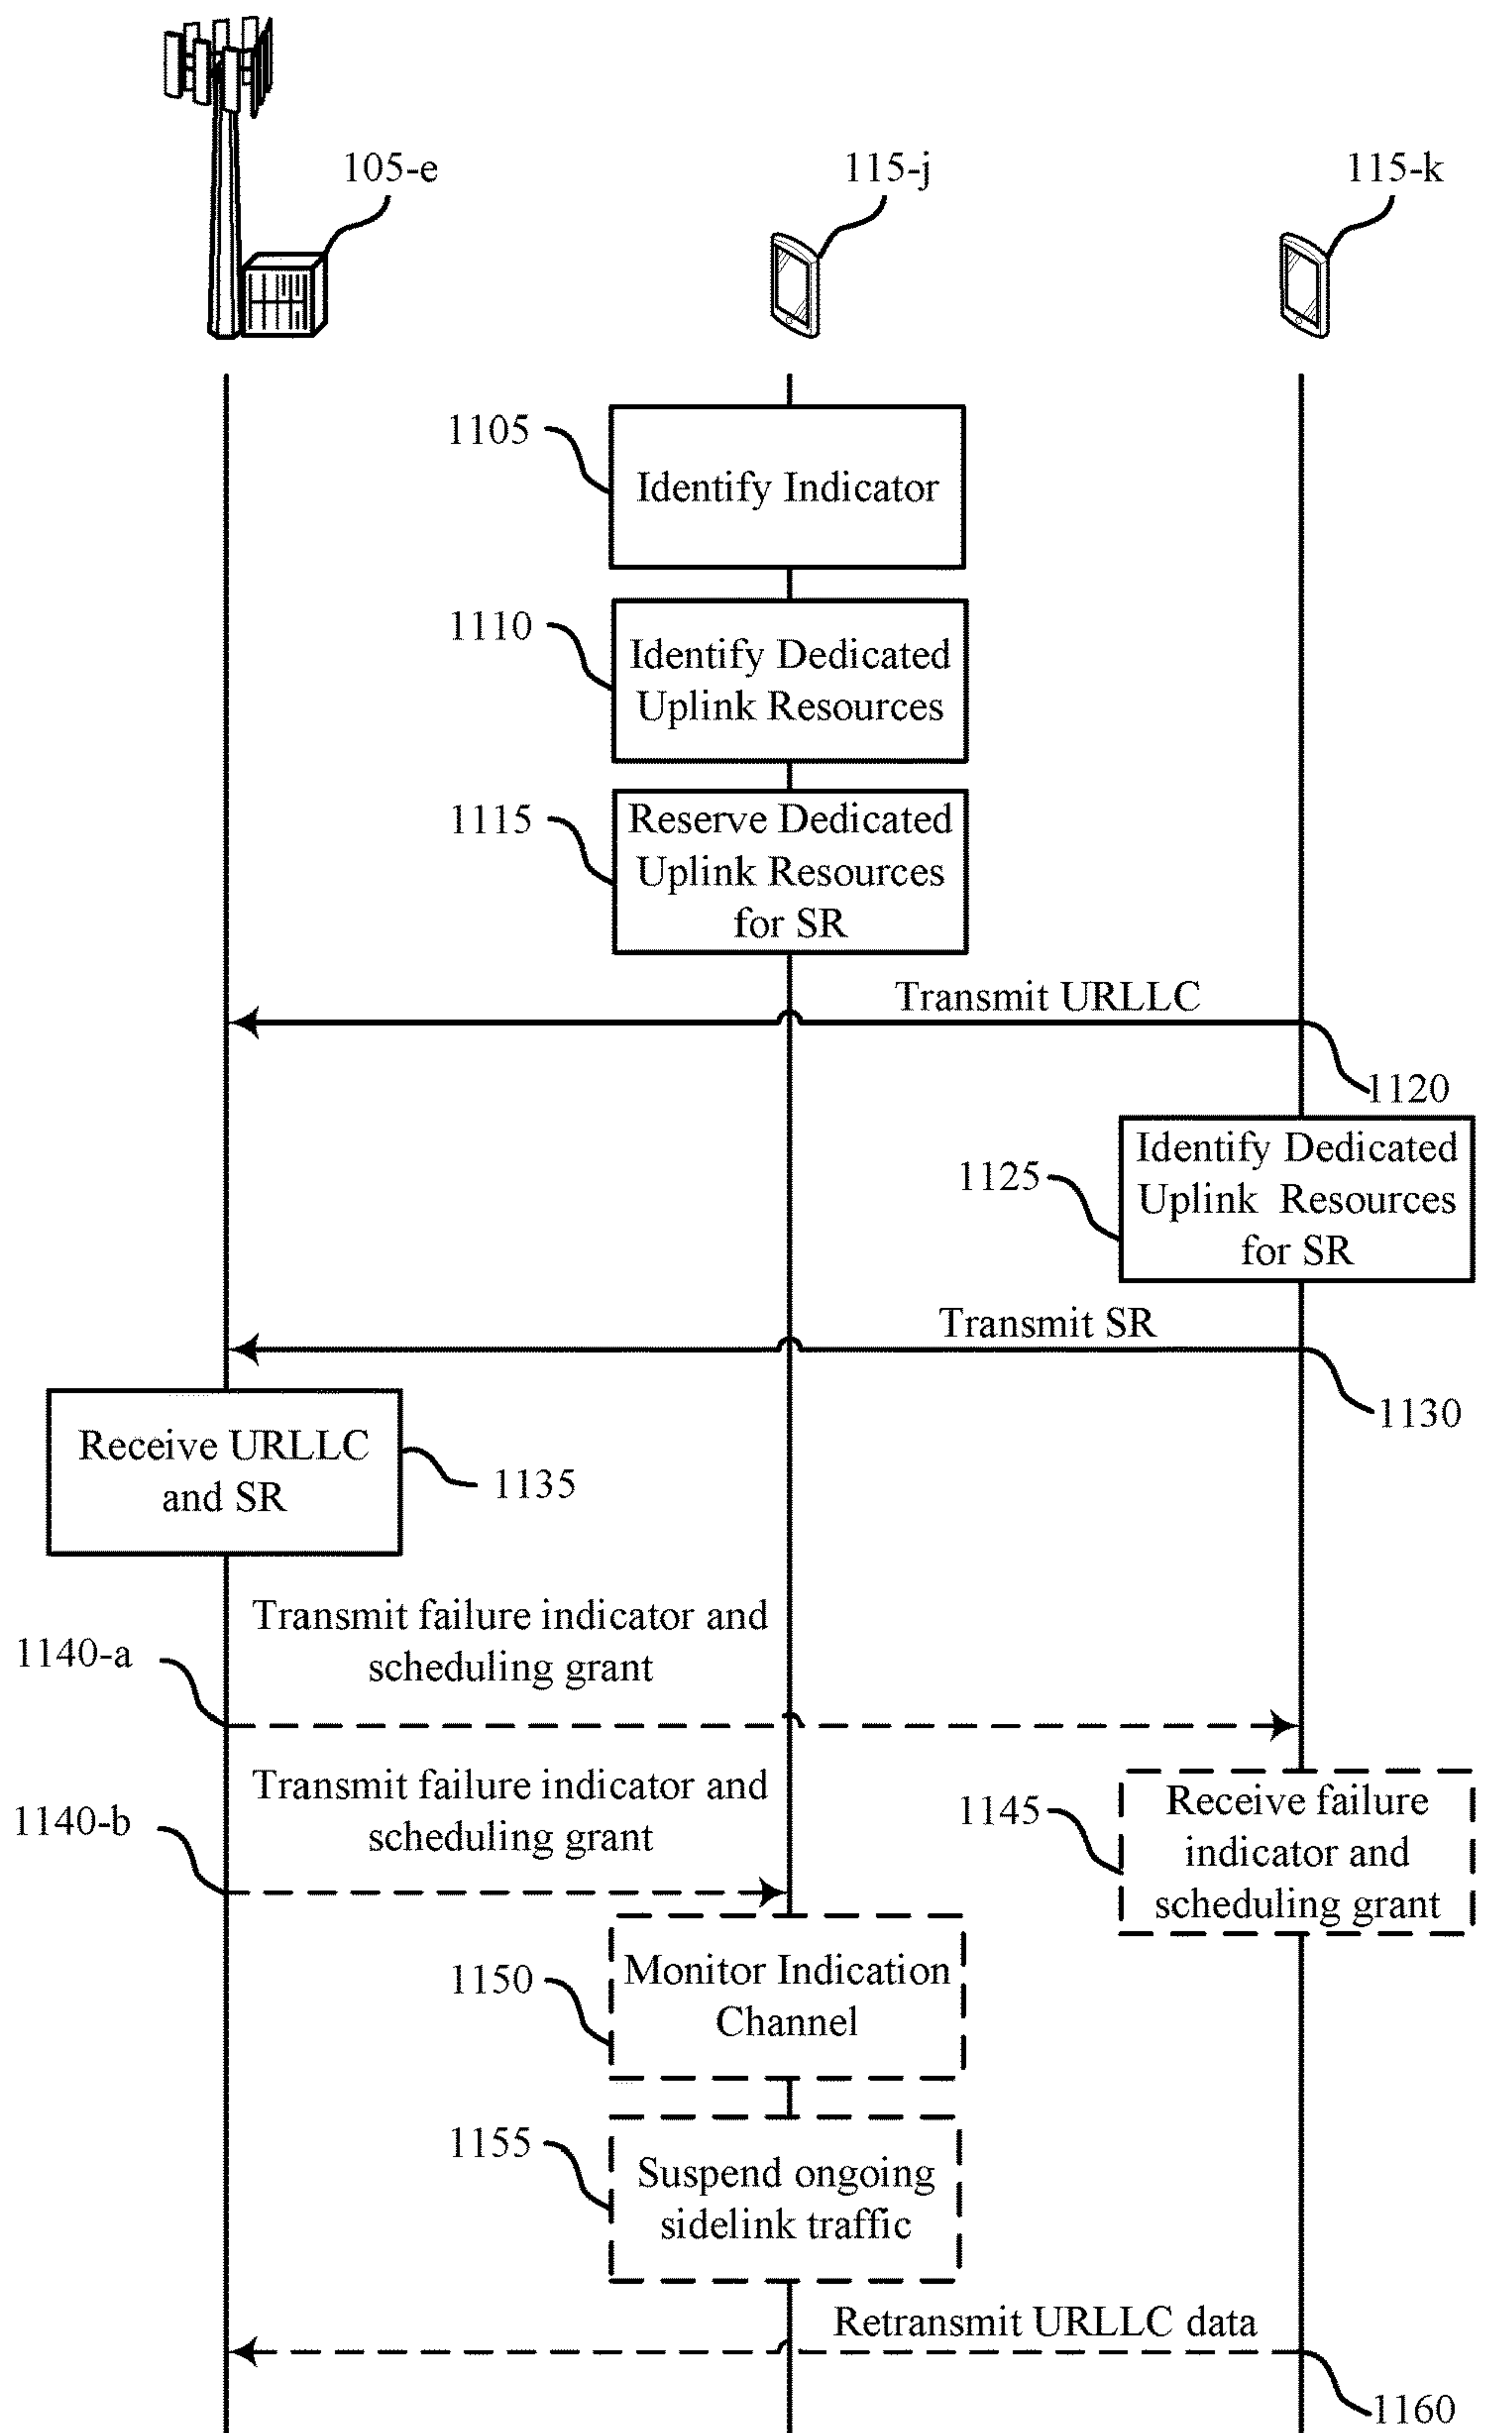 105-e
115-j
115-k
1105
Identify Indicator
1110
Identify Dedicated
Uplink Resources
1115
Reserve Dedicated
Uplink Resources
for SR
Transmit URLLC
1120
1125
Identify Dedicated
Uplink Resources
for SR
Transmit SR
1130
Receive URLLC
and SR
1135
Transmit failure indicator and
scheduling grant
1140-a
Transmit failure indicator and
scheduling grant
1140-b
1145
Receive failure
indicator and
scheduling grant
1150
Monitor Indication
Channel
1155
Suspend ongoing
sidelink traffic
Retransmit URLLC data
1160